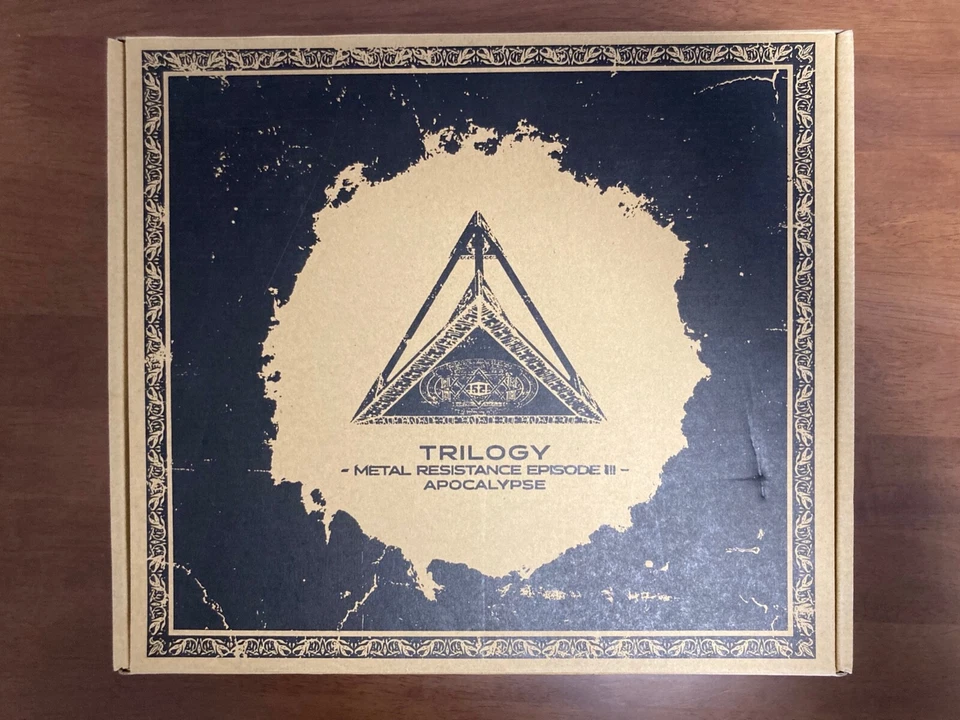 TRILOGY
- METAL RESISTANCE EPISODE III -
APOCALYPSE